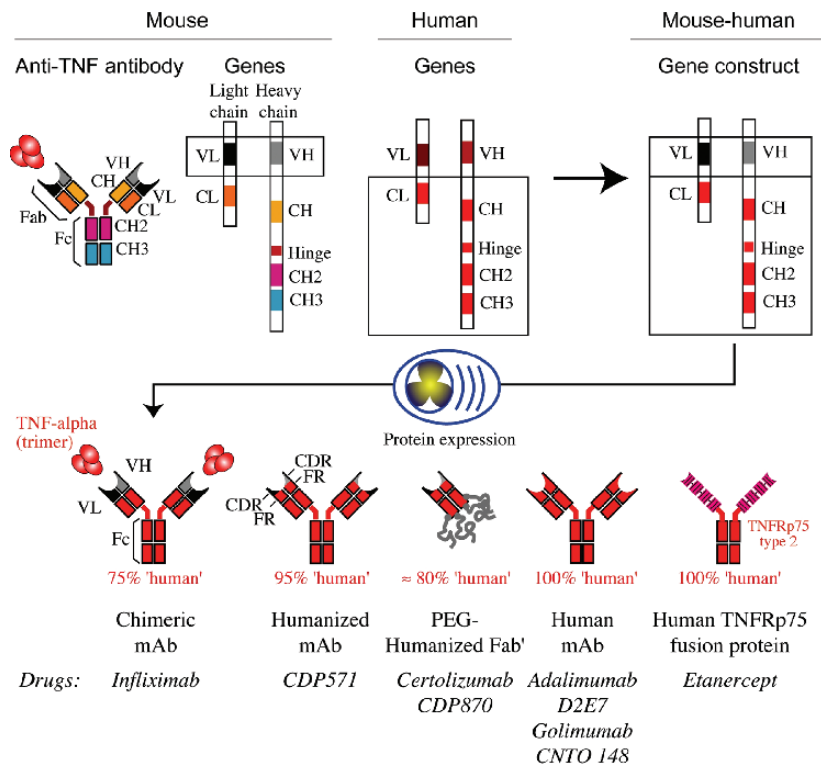 Mouse
Human
Mouse-human
Anti-TNF antibody
Genes
Genes
Gene construct
Light chain
Heavy chain
VH
CH
VL
CL
Fab
Fc
CH2
CH3
VL
VH
CL
CH
Hinge
CH2
CH3
VL
VH
CL
CH
Hinge
CH2
CH3
VL
VH
CL
CH
Hinge
CH2
CH3
Protein expression
TNF-alpha
(trimer)
VH
VL
Fc
CDR
FR
CDR
FR
TNFRp75
type 2
75% 'human'
95% 'human'
≈ 80% 'human'
100% 'human'
100% 'human'
Chimeric
mAb
Humanized
mAb
PEG-
Humanized Fab'
Human
mAb
Human TNFRp75
fusion protein
Drugs:
Infliximab
CDP571
Certolizumab
CDP870
Adalimumab
D2E7
Golimumab
CNTO 148
Etanercept